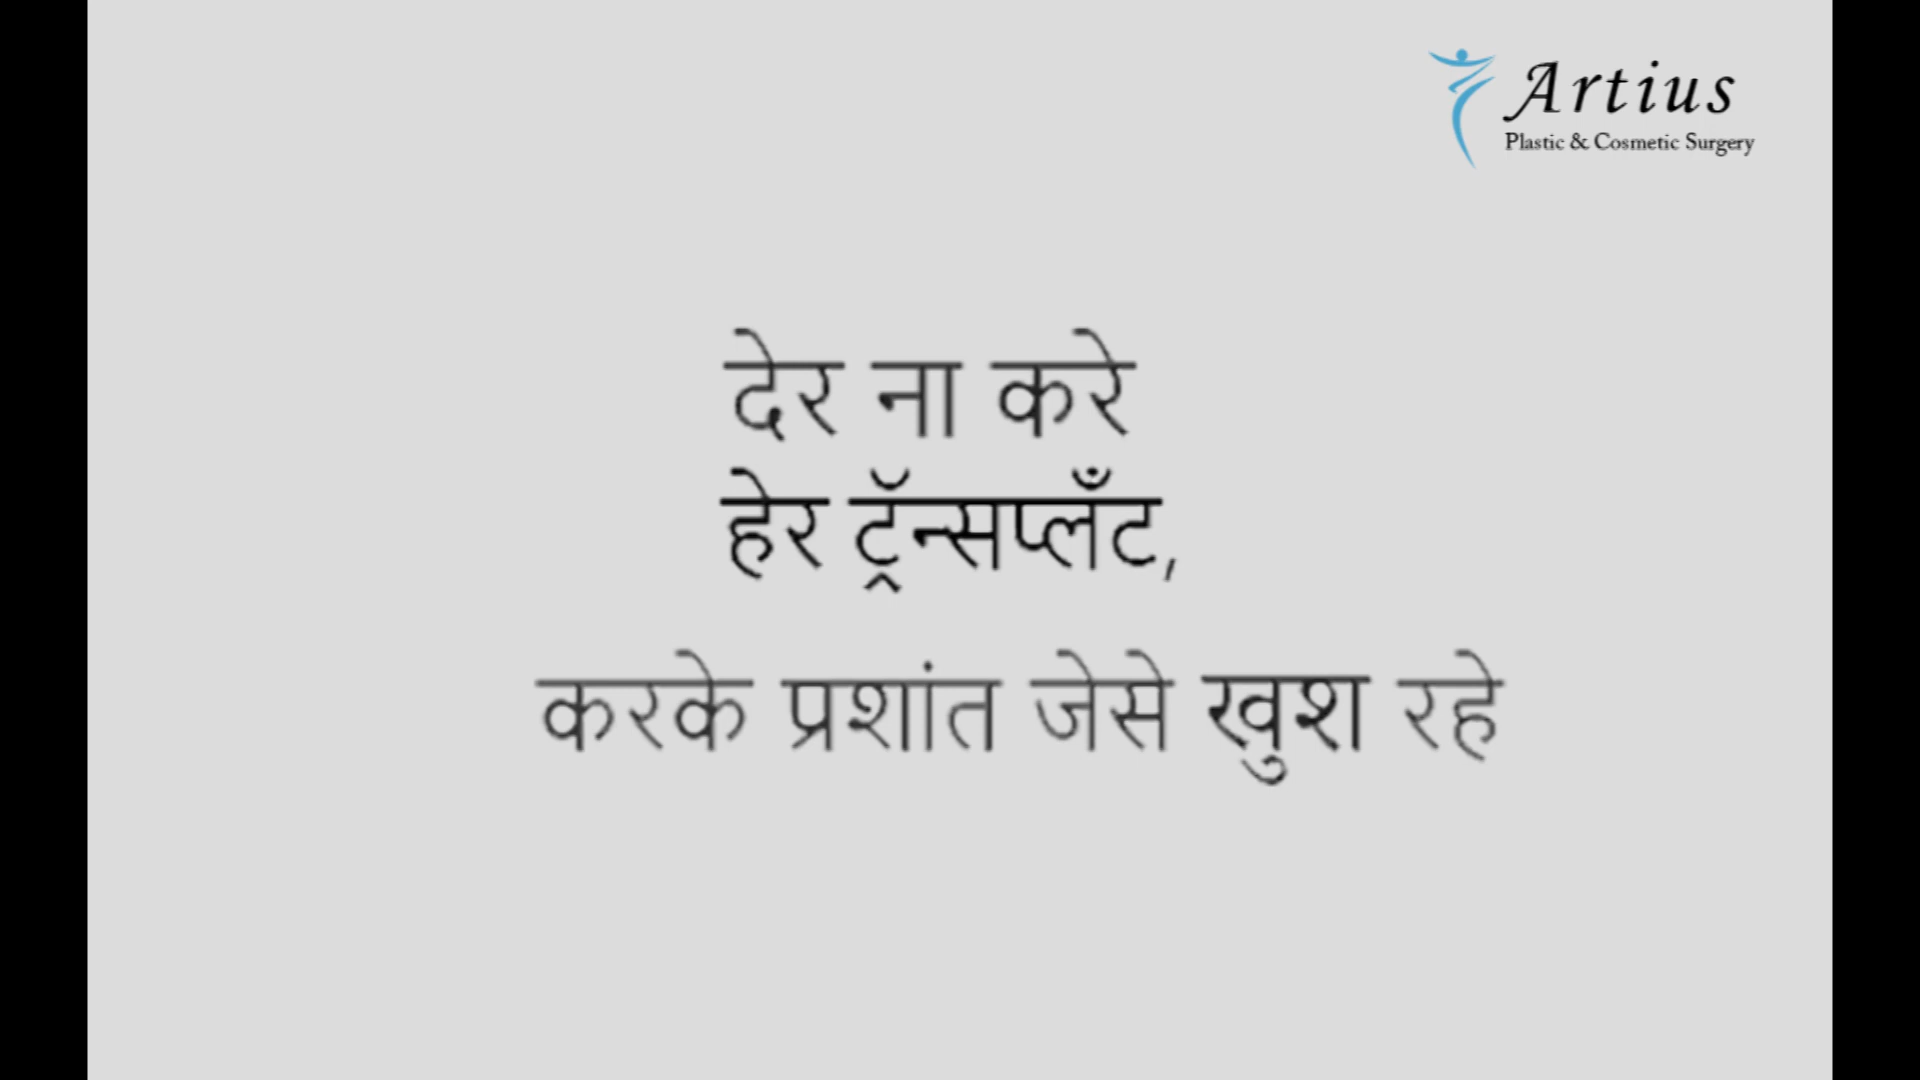 Artius
Plastic & Cosmetic Surgery
देर ना करे
हेर ट्रॅन्सप्लँट,
करके प्रशांत जेसे खुश रहे